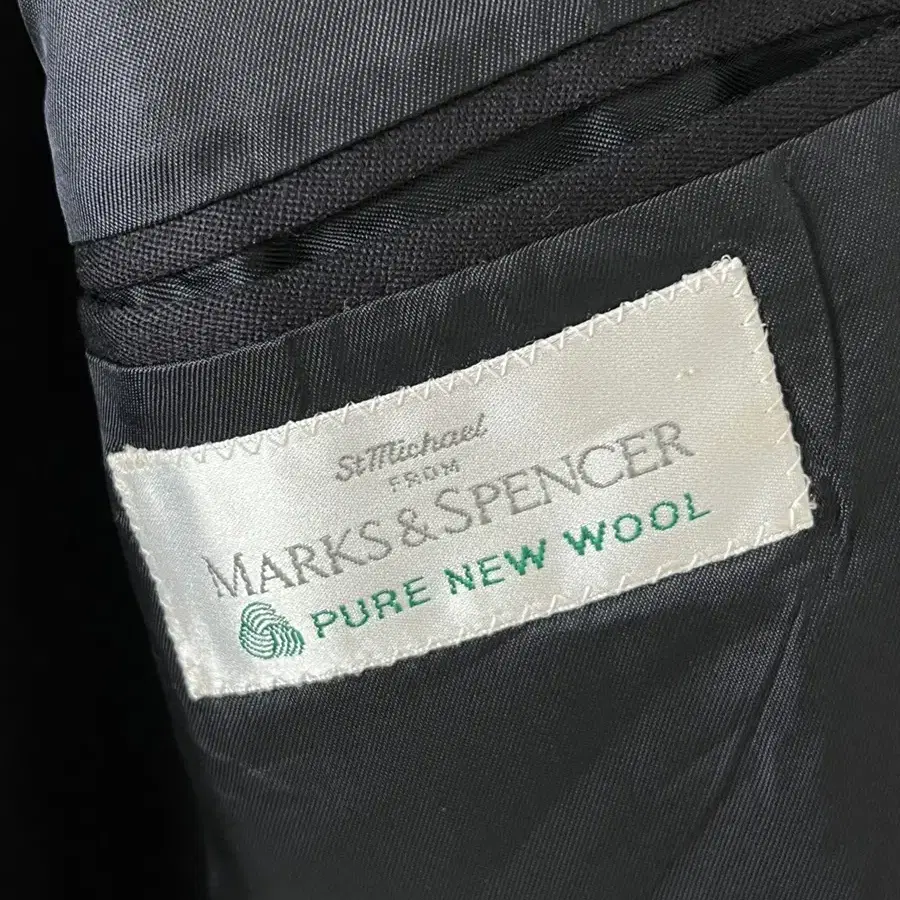 St Michael
FROM
MARKS & SPENCER
PURE NEW WOOL